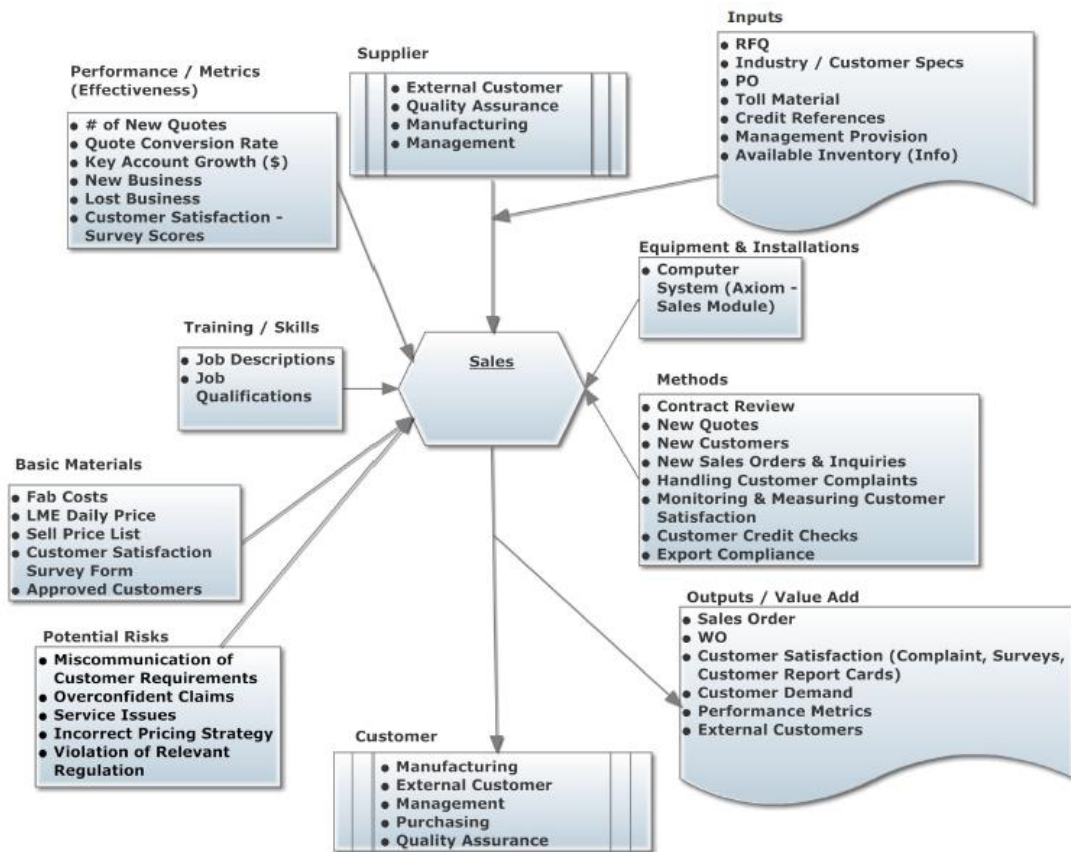 Inputs
● RFQ
● Industry / Customer Specs
● PO
● Toll Material
● Credit References
● Management Provision
● Available Inventory (Info)
Supplier
● External Customer
● Quality Assurance
● Manufacturing
● Management
Performance / Metrics
(Effectiveness)
● # of New Quotes
● Quote Conversion Rate
● Key Account Growth ($)
● New Business
● Lost Business
● Customer Satisfaction -
Survey Scores
Equipment & Installations
● Computer
System (Axiom -
Sales Module)
Training / Skills
● Job Descriptions
● Job
Qualifications
Sales
Methods
● Contract Review
● New Quotes
● New Customers
● New Sales Orders & Inquiries
● Handling Customer Complaints
● Monitoring & Measuring Customer
Satisfaction
● Customer Credit Checks
● Export Compliance
Basic Materials
● Fab Costs
● LME Daily Price
● Sell Price List
● Customer Satisfaction
Survey Form
● Approved Customers
Outputs / Value Add
● Sales Order
● WO
● Customer Satisfaction (Complaint, Surveys,
Customer Report Cards)
● Customer Demand
● Performance Metrics
● External Customers
Potential Risks
● Miscommunication of
Customer Requirements
● Overconfident Claims
● Service Issues
● Incorrect Pricing Strategy
● Violation of Relevant
Regulation
Customer
● Manufacturing
● External Customer
● Management
● Purchasing
● Quality Assurance